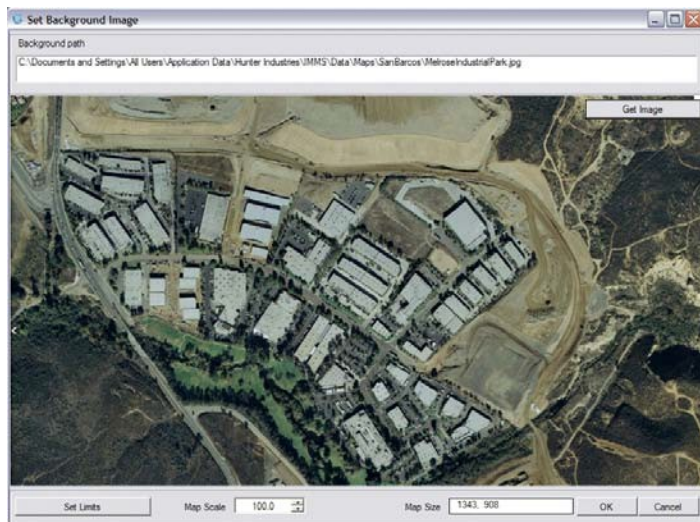 Set Background Image
Background path
C:\Documents and Settings\All Users\Application Data\Hunter Industries\IMMS\Data\Maps\SanBarcos\MelroseIndustrialPark.jpg
Get Image
Set Limits Map Scale 100.0 Map Size 1343, 908 OK Cancel